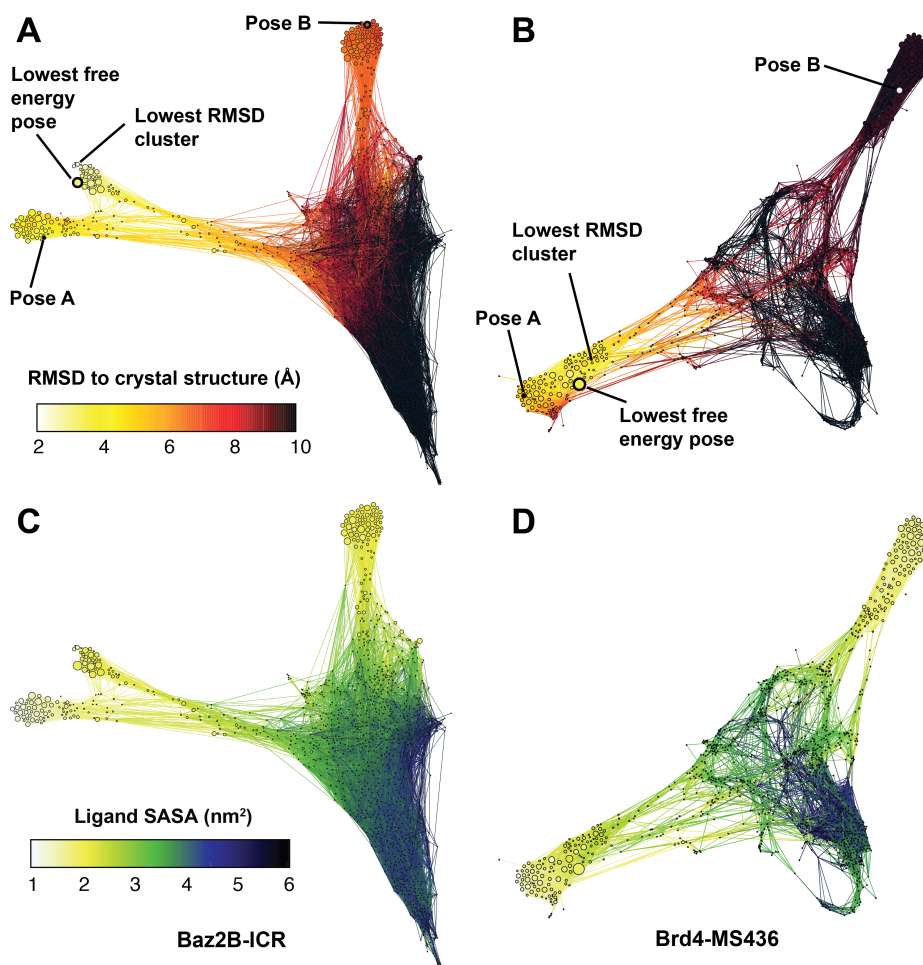 A
Pose B
Lowest free
energy
pose
Lowest RMSD
cluster
Pose A
RMSD to crystal structure (Å)
2 4 6 8 10
B
Pose B
Lowest RMSD
cluster
Pose A
Lowest free
energy pose
C
Ligand SASA (nm²)
1 2 3 4 5 6
Baz2B-ICR
D
Brd4-MS436